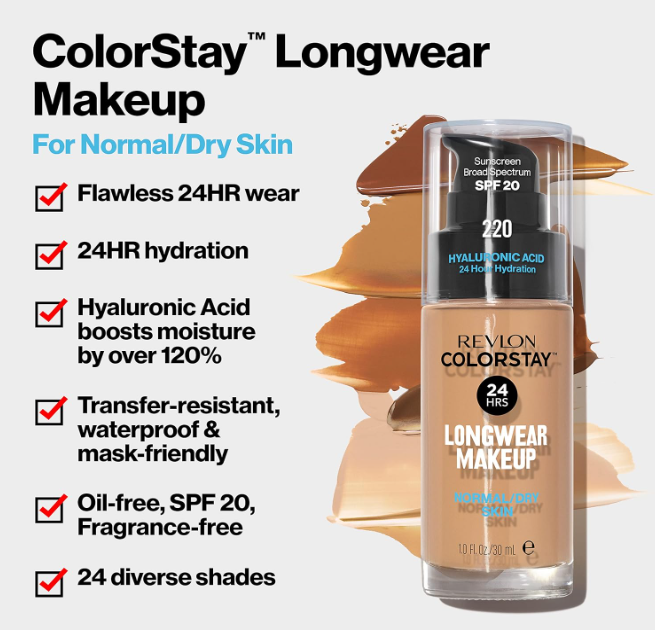 ColorStay™ Longwear
Makeup
For Normal/Dry Skin
Flawless 24HR wear
24HR hydration
Hyaluronic Acid
boosts moisture
by over 120%
Transfer-resistant,
waterproof &
mask-friendly
Oil-free, SPF 20,
Fragrance-free
24 diverse shades
Sunscreen
Broad Spectrum
SPF 20
220
HYALURONIC ACID
24 Hour Hydration
REVLON
COLORSTAY™
24
HRS
LONGWEAR
MAKEUP
NORMAL/DRY
SKIN
1.0 FL.Oz/30 mL ℮